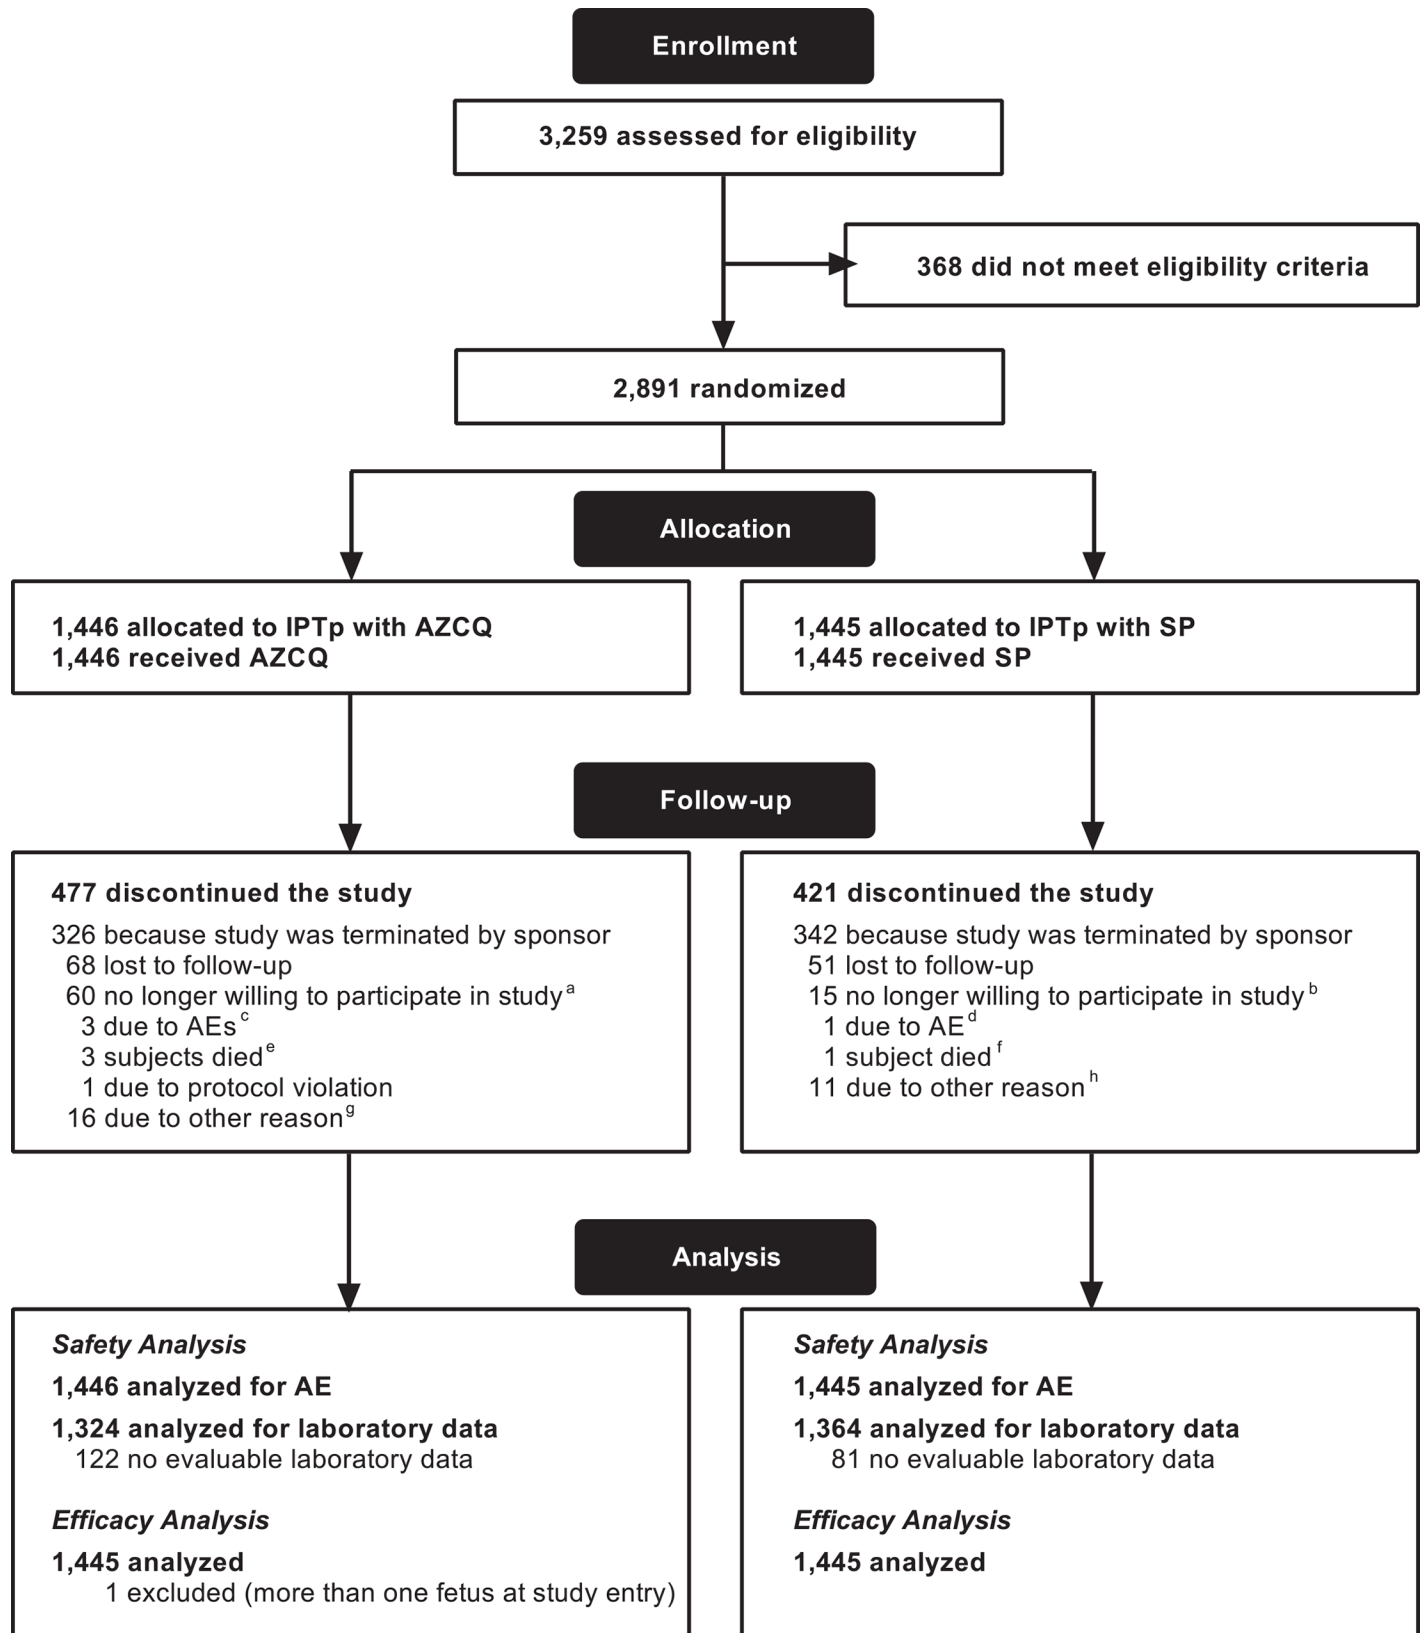 Enrollment
3,259 assessed for eligibility
368 did not meet eligibility criteria
2,891 randomized
Allocation
1,446 allocated to IPTp with AZCQ
1,446 received AZCQ
1,445 allocated to IPTp with SP
1,445 received SP
Follow-up
477 discontinued the study
326 because study was terminated by sponsor
68 lost to follow-up
60 no longer willing to participate in study a
3 due to AEs c
3 subjects died e
1 due to protocol violation
16 due to other reason g
421 discontinued the study
342 because study was terminated by sponsor
51 lost to follow-up
15 no longer willing to participate in study b
1 due to AE d
1 subject died f
11 due to other reason h
Analysis
Safety Analysis
1,446 analyzed for AE
1,324 analyzed for laboratory data
122 no evaluable laboratory data
Efficacy Analysis
1,445 analyzed
1 excluded (more than one fetus at study entry)
Safety Analysis
1,445 analyzed for AE
1,364 analyzed for laboratory data
81 no evaluable laboratory data
Efficacy Analysis
1,445 analyzed